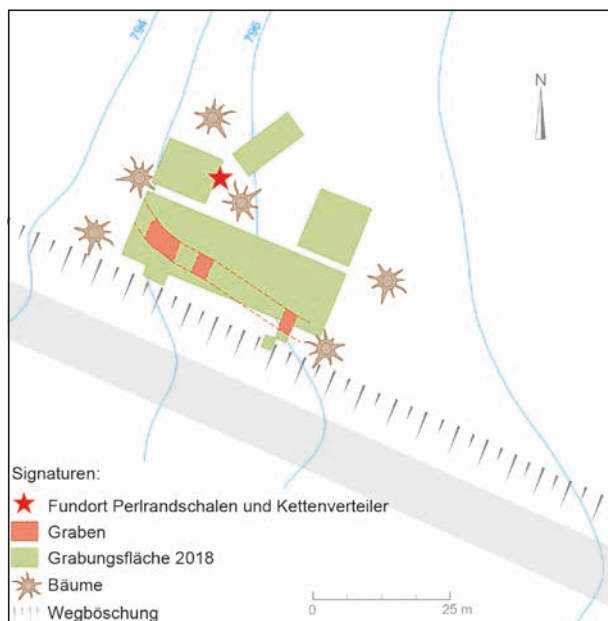 794
796
N
Signaturen:
Fundort Perlrandschalen und Kettenverteiler
Graben
Grabungsfläche 2018
Bäume
Wegböschung
0 25 m